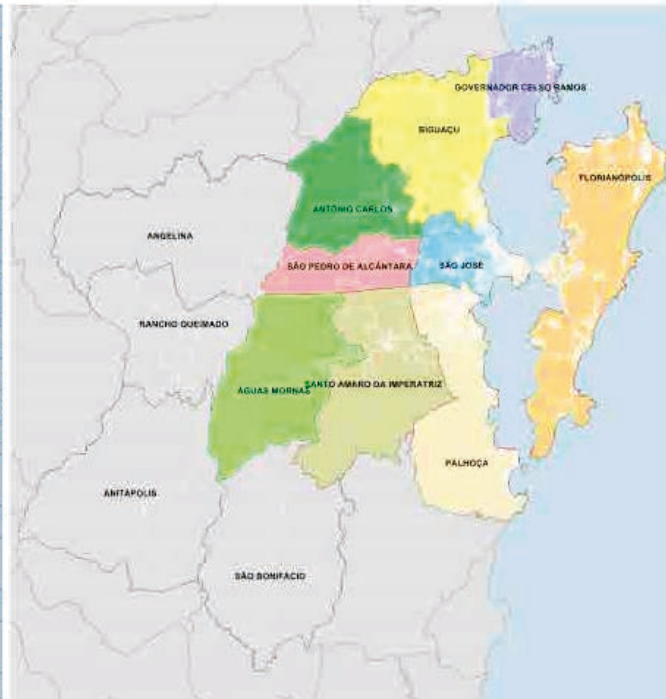 GOVERNADOR CELSO RAMOS
BIGUAÇU
FLORIANÓPOLIS
ANTÔNIO CARLOS
ANGELINA
SÃO PEDRO DE ALCÂNTARA
SÃO JOSÉ
RANCHO QUEIMADO
ÁGUAS MORNAS
SANTO AMARO DA IMPERATRIZ
PALHOÇA
ANITÁPOLIS
SÃO BONIFÁCIO